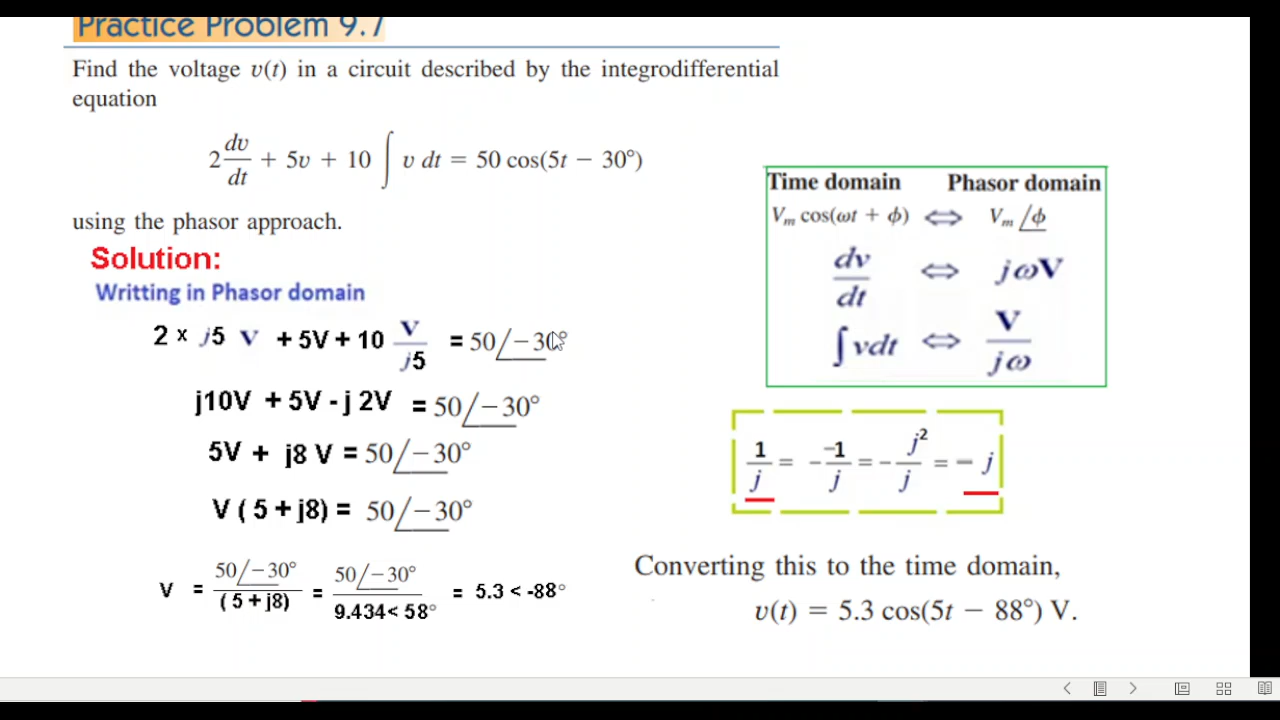 Practice Problem 9.7
Find the voltage v(t) in a circuit described by the integrodifferential
equation
2 dv/dt + 5v + 10 ∫ v dt = 50 cos(5t − 30°)
using the phasor approach.
Solution:
Writting in Phasor domain
2 × j5 V + 5V + 10 V/j5 = 50∠−30°
j10V + 5V - j 2V = 50∠−30°
5V + j8 V = 50∠−30°
V ( 5 + j8) = 50∠−30°
V = 50∠−30° / ( 5 + j8) = 50∠−30° / 9.434< 58° = 5.3 < -88°
Time domain Phasor domain
Vm cos(ωt + ϕ) ⇔ Vm∠ϕ
dv/dt ⇔ jωV
∫ vdt ⇔ V/jω
1/j = - −1/j = - j²/j = - j
Converting this to the time domain,
v(t) = 5.3 cos(5t − 88°) V.